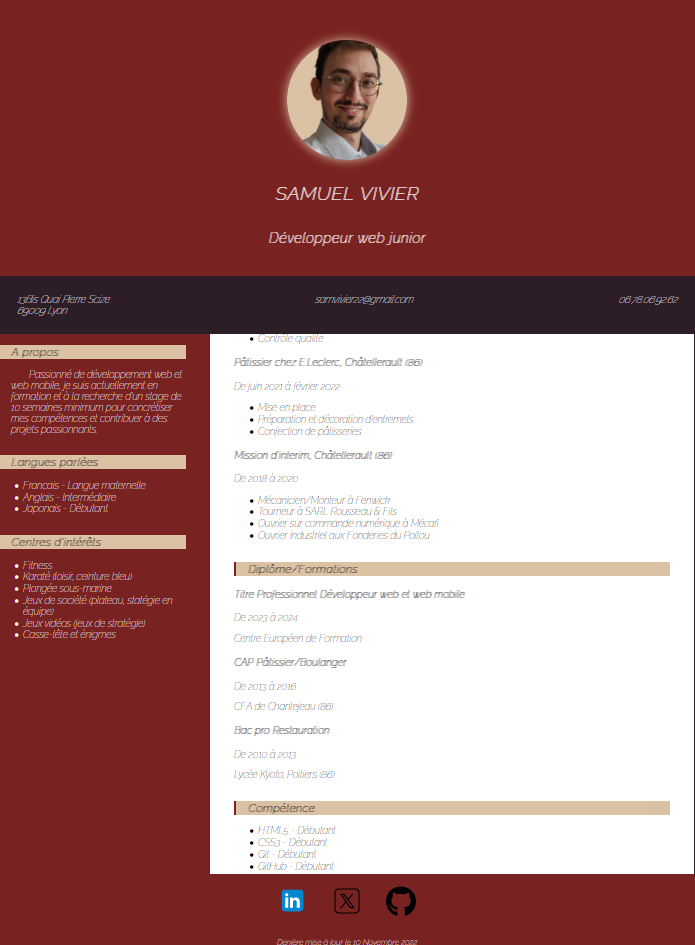 SAMUEL VIVIER
Développeur web junior
13Bis Quai Pierre Scize
69009 Lyon
samvivier22@gmail.com
06.78.06.92.62
A propos
Passionné de développement web et
web mobile, je suis actuellement en
formation et à la recherche d'un stage de
10 semaines minimum pour concrétiser
mes compétences et contribuer à des
projets passionnants.
Langues parlées
Francais - Langue maternelle
Anglais - Intermédiaire
Japonais - Débutant
Centres d'intérêts
Fitness
Karaté (loisir, ceinture bleu)
Plongée sous-marine
Jeux de société (plateau, statégie en
équipe)
Jeux vidéos (jeux de stratégie)
Casse-tête et énigmes
Contrôle qualité
Pâtissier chez E.Leclerc, Châtellerault (86)
De juin 2021 à février 2022
Mise en place
Préparation et décoration d'entremets
Confection de pâtisseries
Mission d'interim, Châtellerault (86)
De 2018 à 2020
Mécanicien/Monteur à Fenwick
Tourneur à SARL Rousseau & Fils
Ouvrier sur commande numérique à Mécafi
Ouvrier industriel aux Fonderies du Poitou
Diplôme/Formations
Titre Professionnel Développeur web et web mobile
De 2023 à 2024
Centre Européen de Formation
CAP Pâtissier/Boulanger
De 2013 à 2016
CFA de Chantejeau (86)
Bac pro Restauration
De 2010 à 2013
Lycée Kyoto, Poitiers (86)
Compétence
HTML5 - Débutant
CSS3 - Débutant
Git - Débutant
GitHub - Débutant
in
X
Denière mise à jour le 10 Novembre 2022